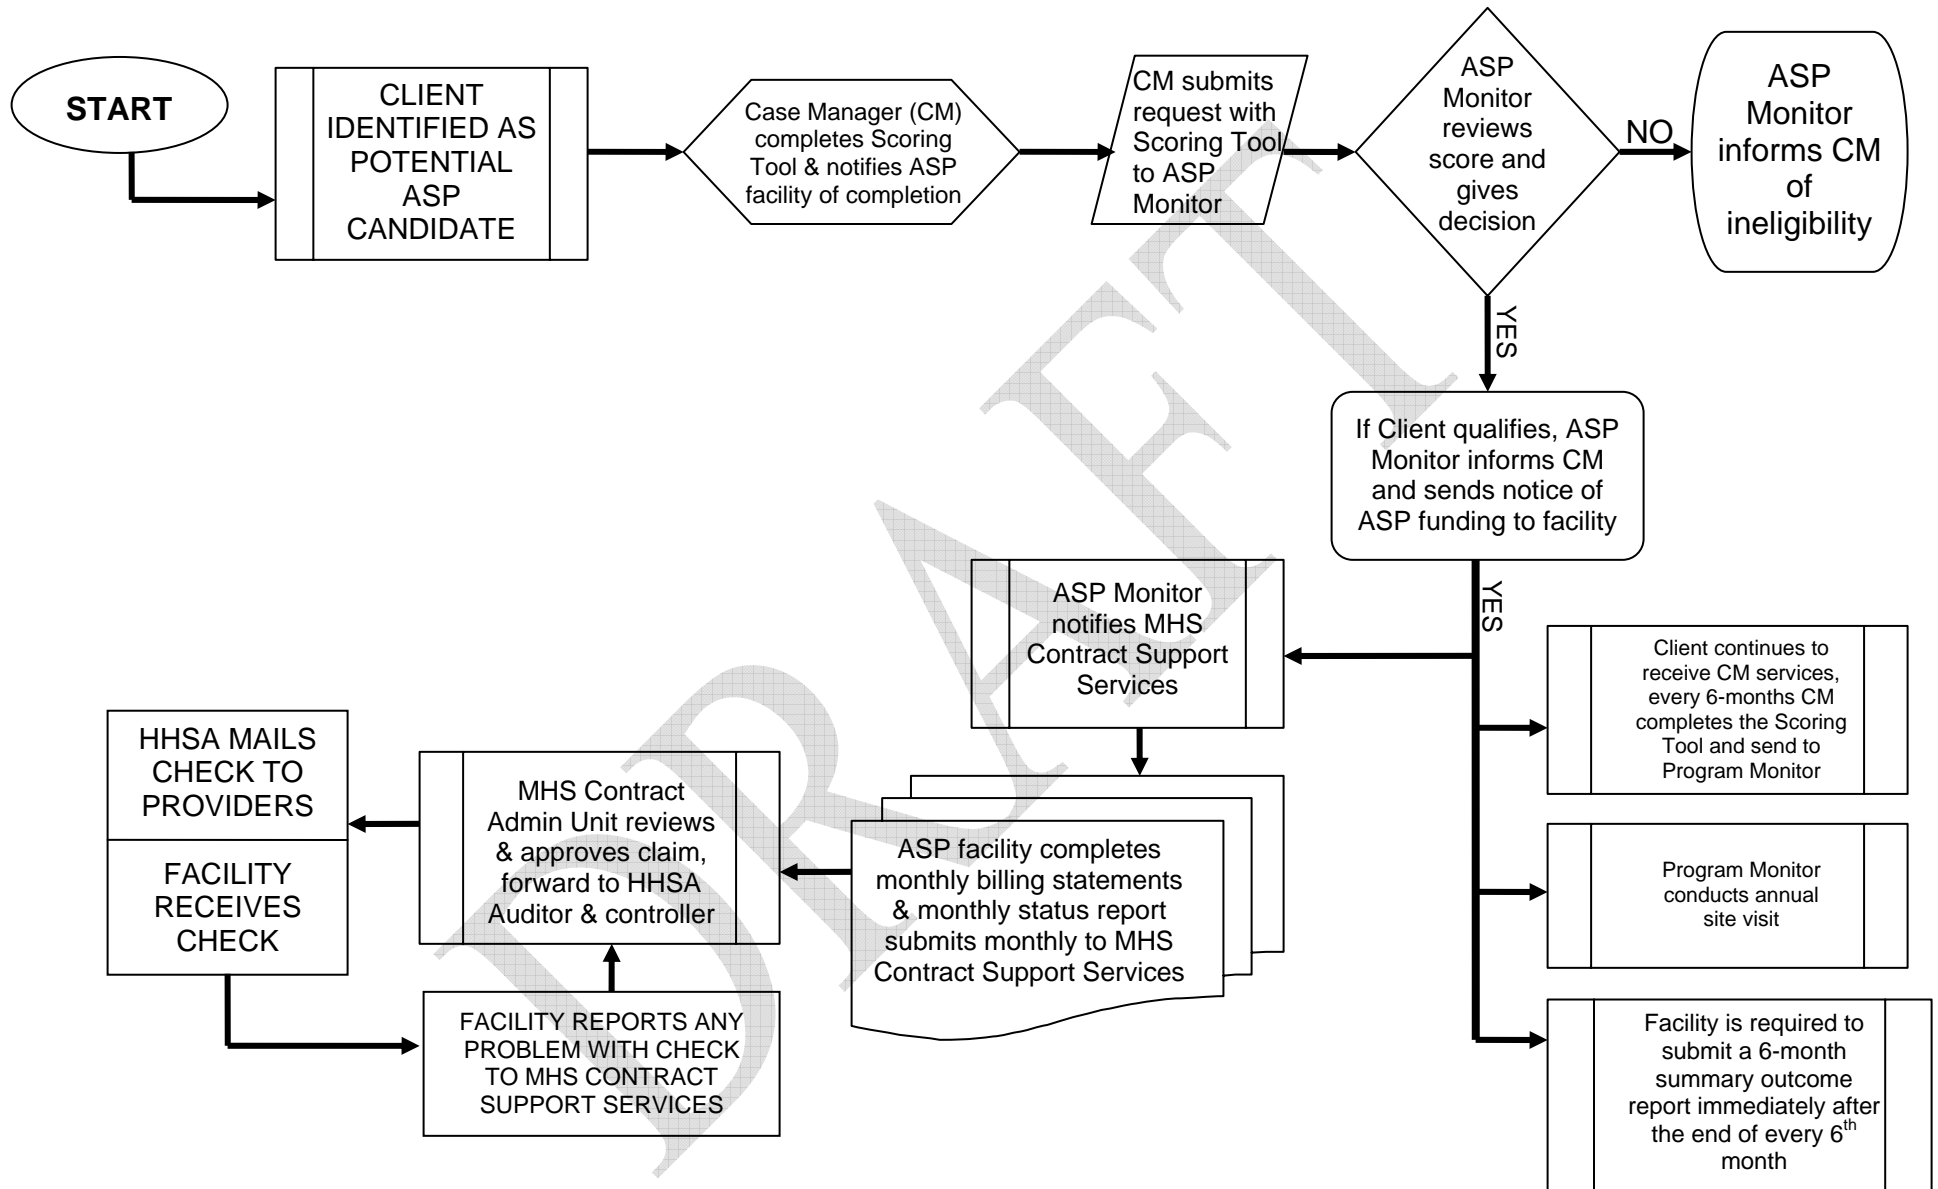 START
CLIENT
IDENTIFIED AS
POTENTIAL
ASP
CANDIDATE
Case Manager (CM)
completes Scoring
Tool & notifies ASP
facility of completion
CM submits
request with
Scoring Tool
to ASP
Monitor
ASP
Monitor
reviews
score and
gives
decision
NO
ASP
Monitor
informs CM
of
ineligibility
YES
If Client qualifies, ASP
Monitor informs CM
and sends notice of
ASP funding to facility
YES
ASP Monitor
notifies MHS
Contract Support
Services
Client continues to
receive CM services,
every 6-months CM
completes the Scoring
Tool and send to
Program Monitor
Program Monitor
conducts annual
site visit
Facility is required to
submit a 6-month
summary outcome
report immediately after
the end of every 6th
month
ASP facility completes
monthly billing statements
& monthly status report
submits monthly to MHS
Contract Support Services
MHS Contract
Admin Unit reviews
& approves claim,
forward to HHSA
Auditor & controller
HHSA MAILS
CHECK TO
PROVIDERS
FACILITY
RECEIVES
CHECK
FACILITY REPORTS ANY
PROBLEM WITH CHECK
TO MHS CONTRACT
SUPPORT SERVICES
DRAFT